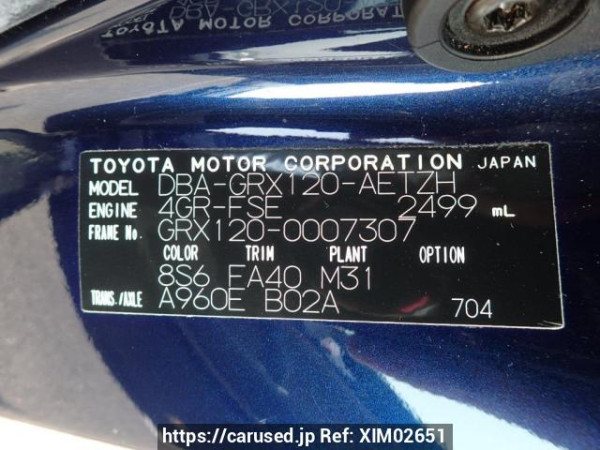 TOYOTA MOTOR CORPORATION JAPAN
MODEL DBA-GRX120-AETZH
ENGINE 4GR-FSE 2499 mL
FRAME No. GRX120-0007307
COLOR TRIM PLANT OPTION
8S6 FA40 M31
TRANS./AXLE A960E B02A 704
https://carused.jp Ref: XIM02651